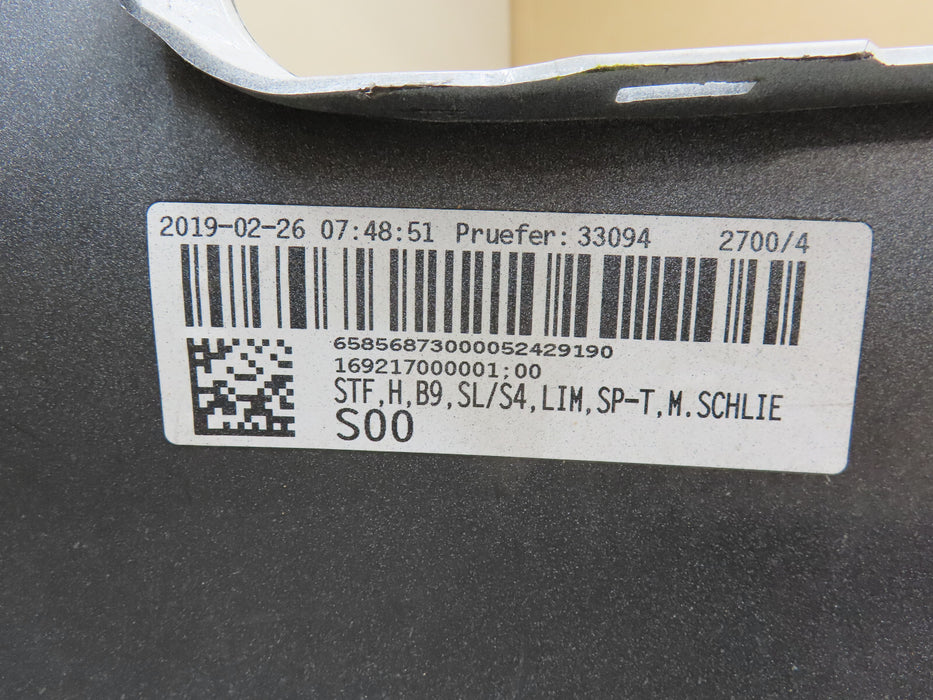 2019-02-26 07:48:51 Pruefer: 33094 2700/4
65856873000052429190
169217000001;00
STF,H,B9,SL/S4,LIM,SP-T,M.SCHLIE
S00